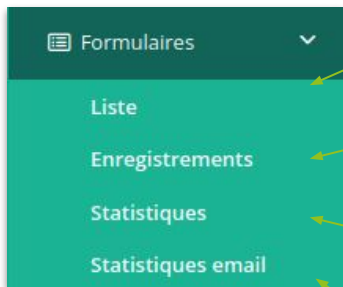 Formulaires
Liste
Enregistrements
Statistiques
Statistiques email